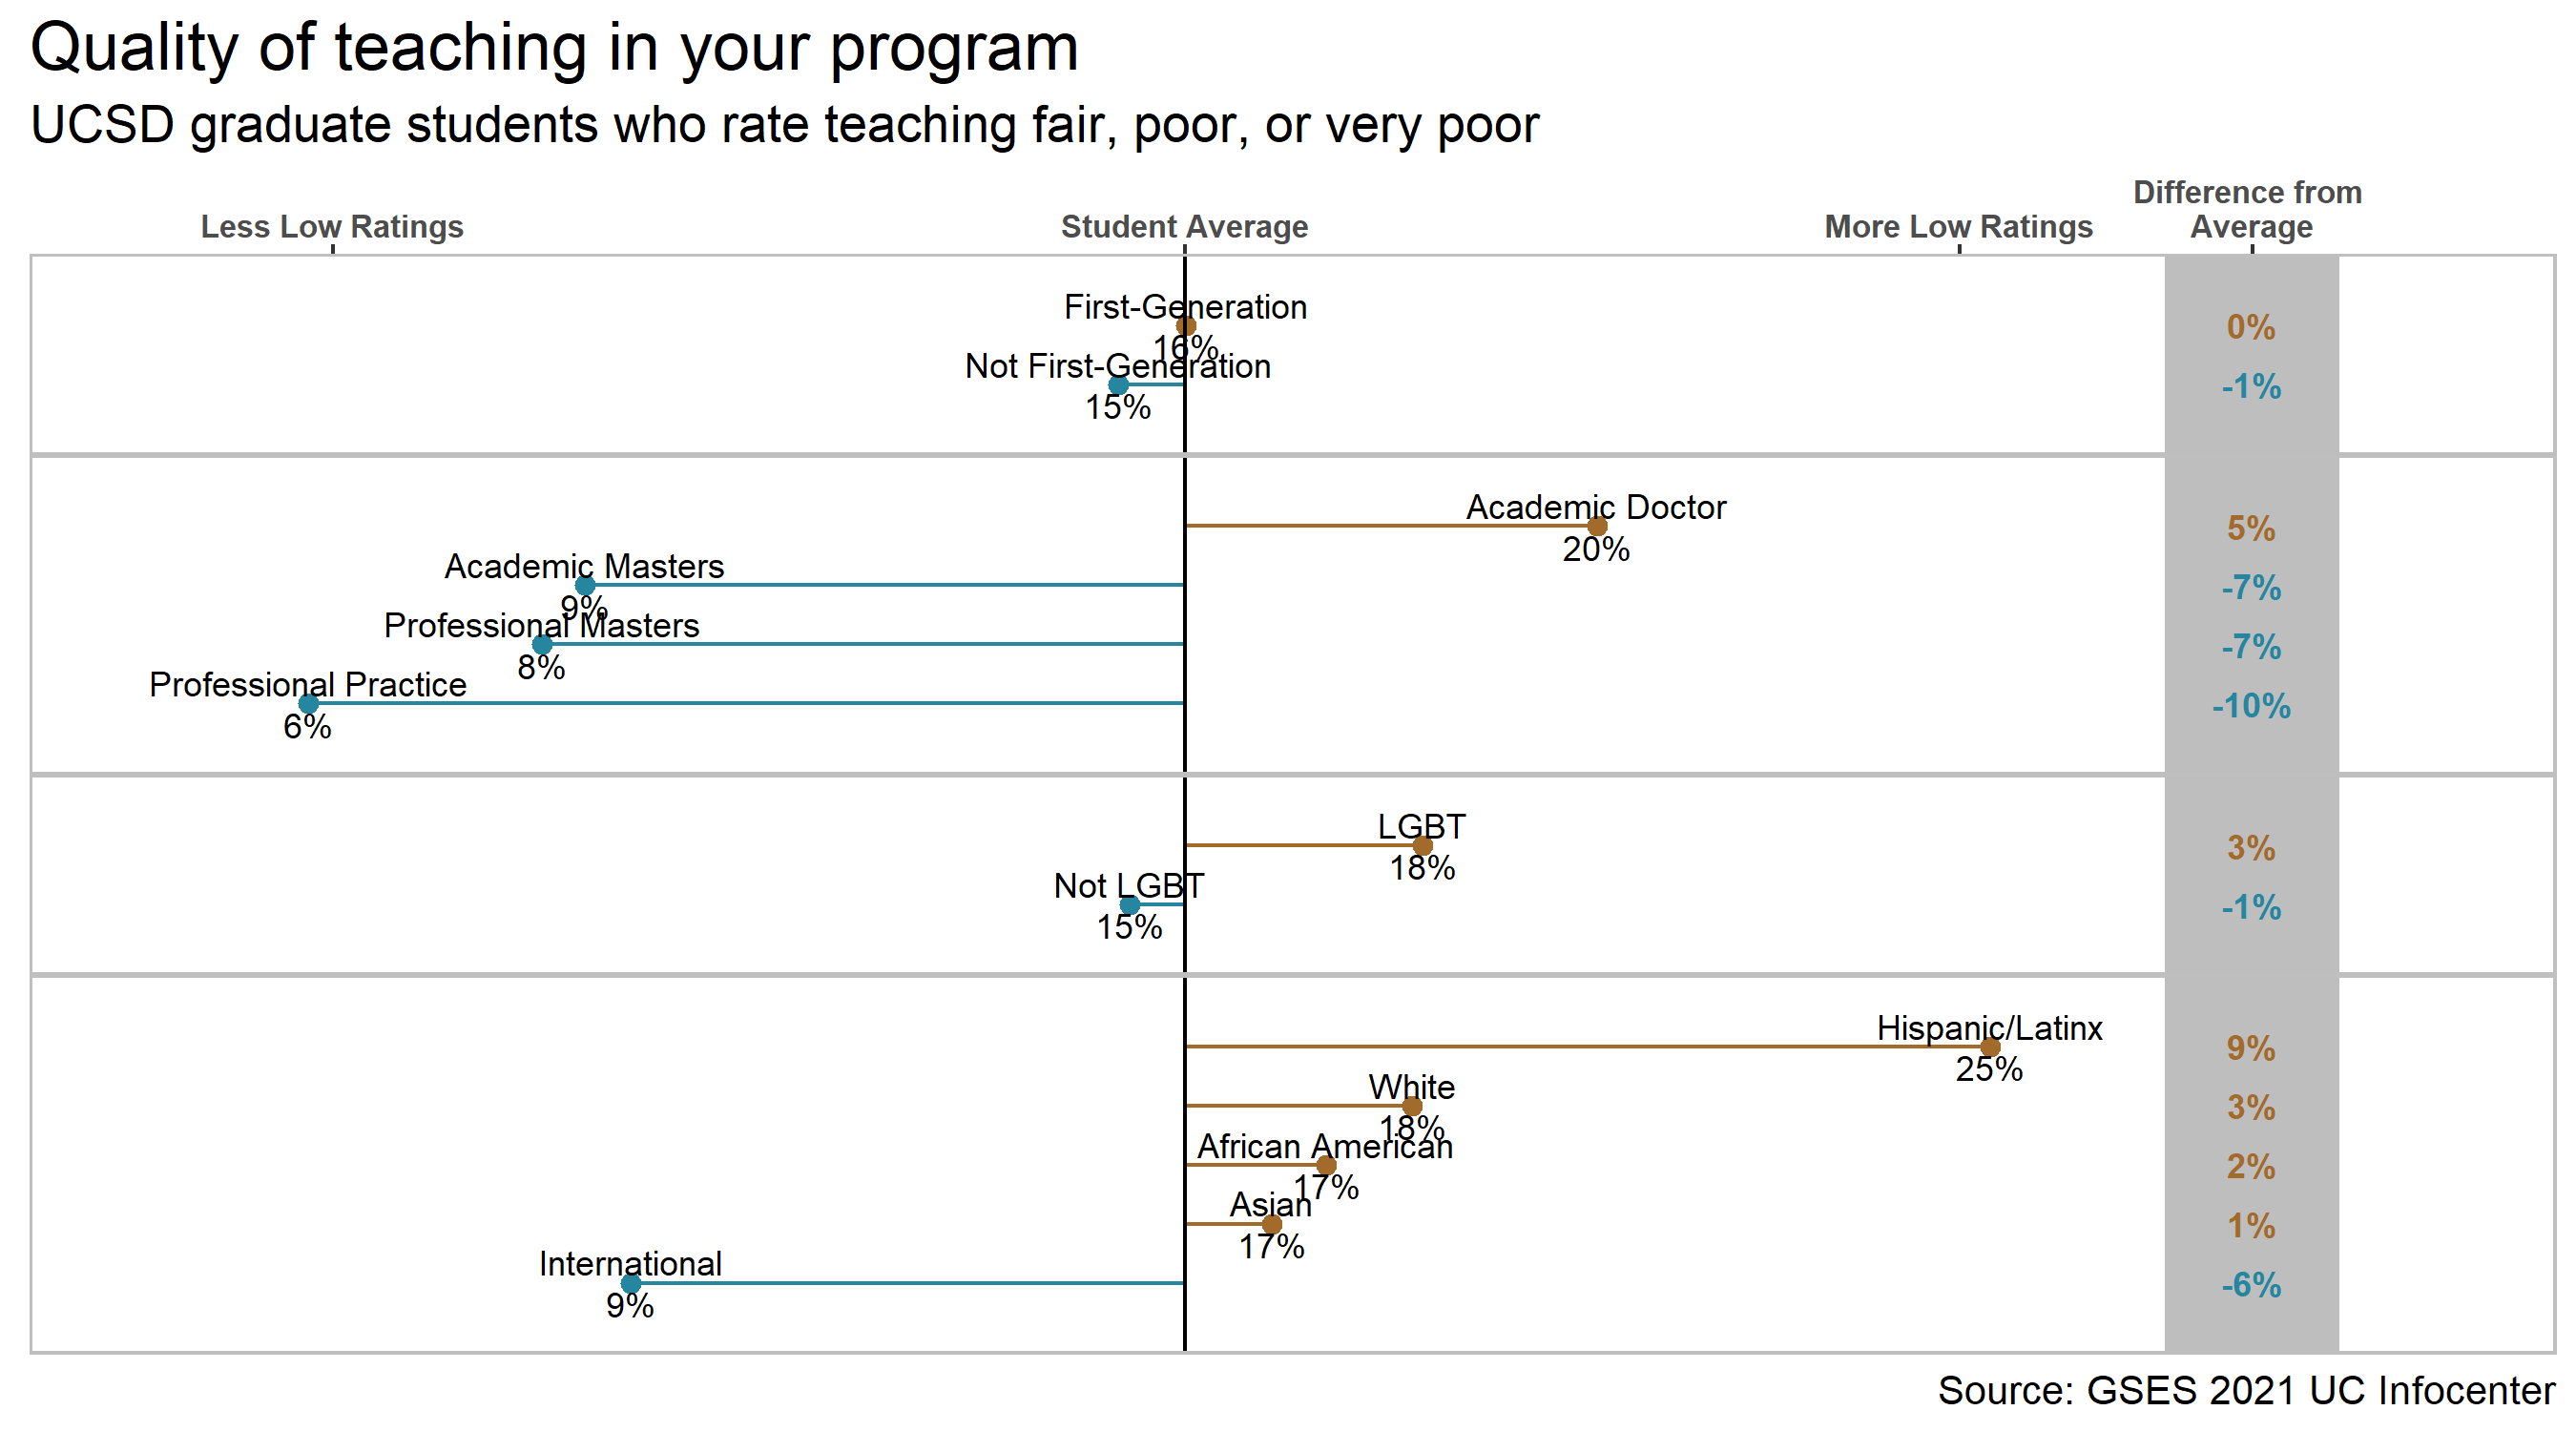 Quality of teaching in your program
UCSD graduate students who rate teaching fair, poor, or very poor
Less Low Ratings
Student Average
More Low Ratings
Difference from
Average
First-Generation
16%
0%
Not First-Generation
15%
-1%
Academic Doctor
20%
5%
Academic Masters
9%
-7%
Professional Masters
8%
-7%
Professional Practice
6%
-10%
LGBT
18%
3%
Not LGBT
15%
-1%
Hispanic/Latinx
25%
9%
White
18%
3%
African American
17%
2%
Asian
17%
1%
International
9%
-6%
Source: GSES 2021 UC Infocenter